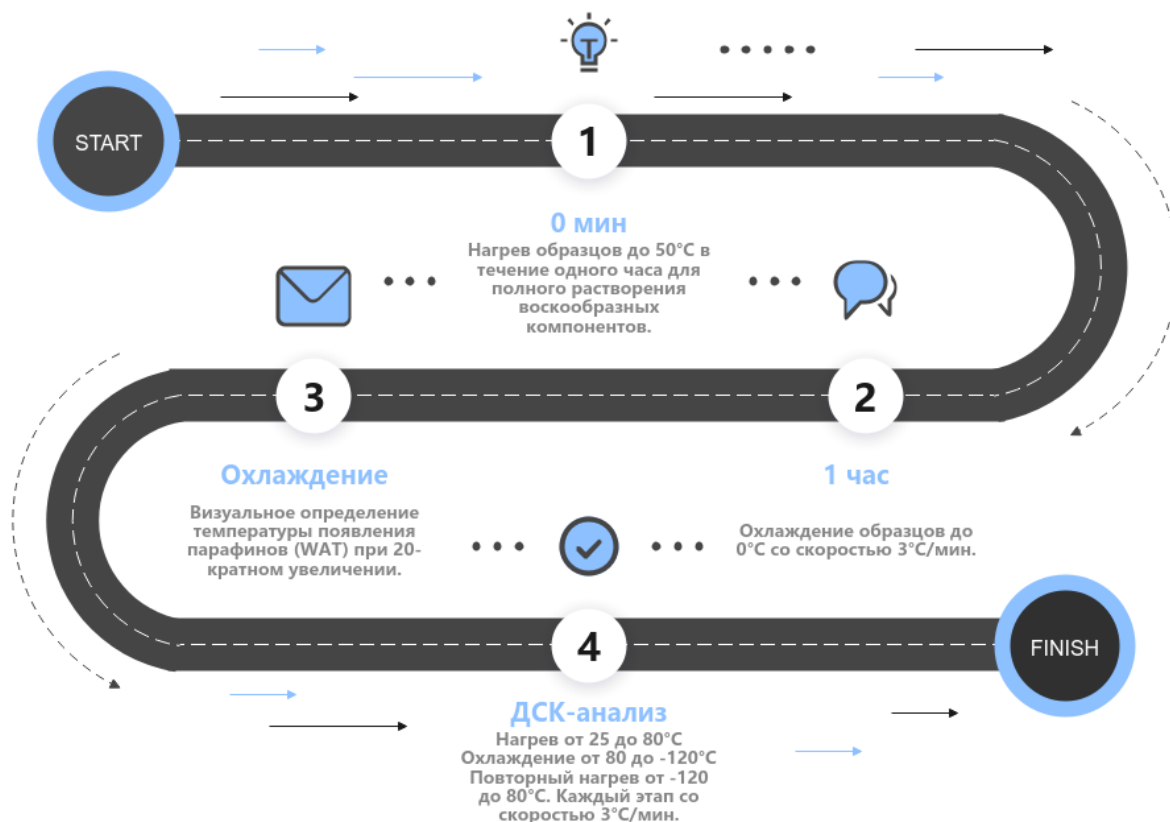 START
1
0 мин
Нагрев образцов до 50°C в
течение одного часа для
полного растворения
воскообразных
компонентов.
3
2
Охлаждение
1 час
Визуальное определение
температуры появления
парафинов (WAT) при 20-
кратном увеличении.
Охлаждение образцов до
0°C со скоростью 3°C/мин.
4
FINISH
ДСК-анализ
Нагрев от 25 до 80°C
Охлаждение от 80 до -120°C
Повторный нагрев от -120
до 80°C. Каждый этап со
скоростью 3°C/мин.